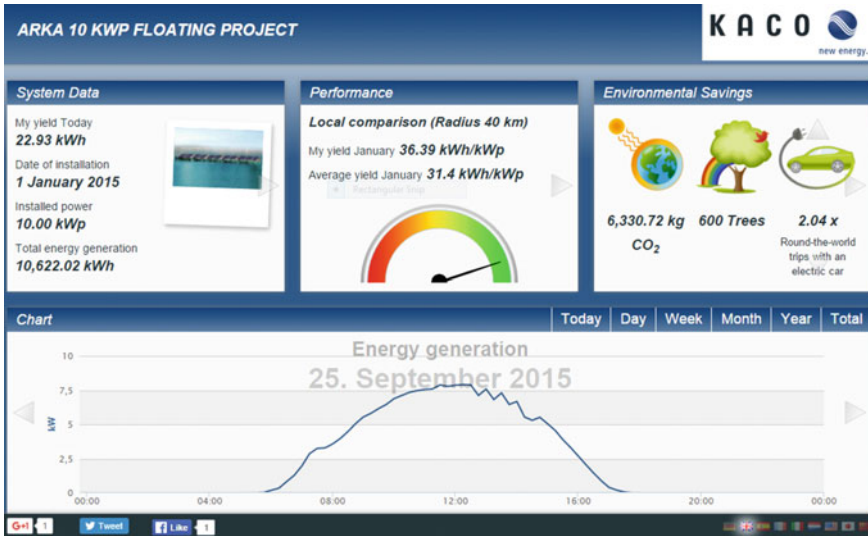 ARKA 10 KWP FLOATING PROJECT
KACO
new energy.
System Data
My yield Today
22.93 kWh
Date of installation
1 January 2015
Installed power
10.00 kWp
Total energy generation
10,622.02 kWh
Performance
Local comparison (Radius 40 km)
My yield January 36.39 kWh/kWp
Average yield January 31.4 kWh/kWp
Rectangular Snip
Environmental Savings
6,330.72 kg
CO2
600 Trees
2.04 x
Round-the-world
trips with an
electric car
Chart
Today Day Week Month Year Total
Energy generation
25. September 2015
kW
10
7,5
5
2,5
0
00:00 04:00 08:00 12:00 16:00 20:00 00:00
G+1 1 Tweet Like 1